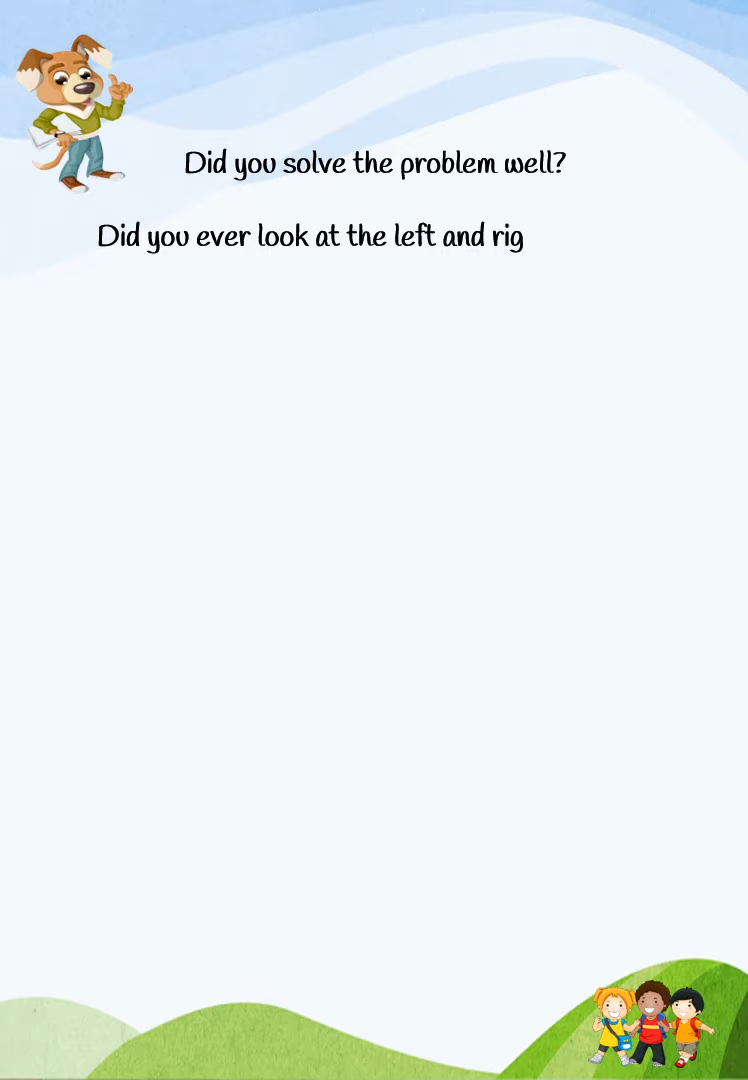 Did you solve the problem well?
Did you ever look at the left and rig